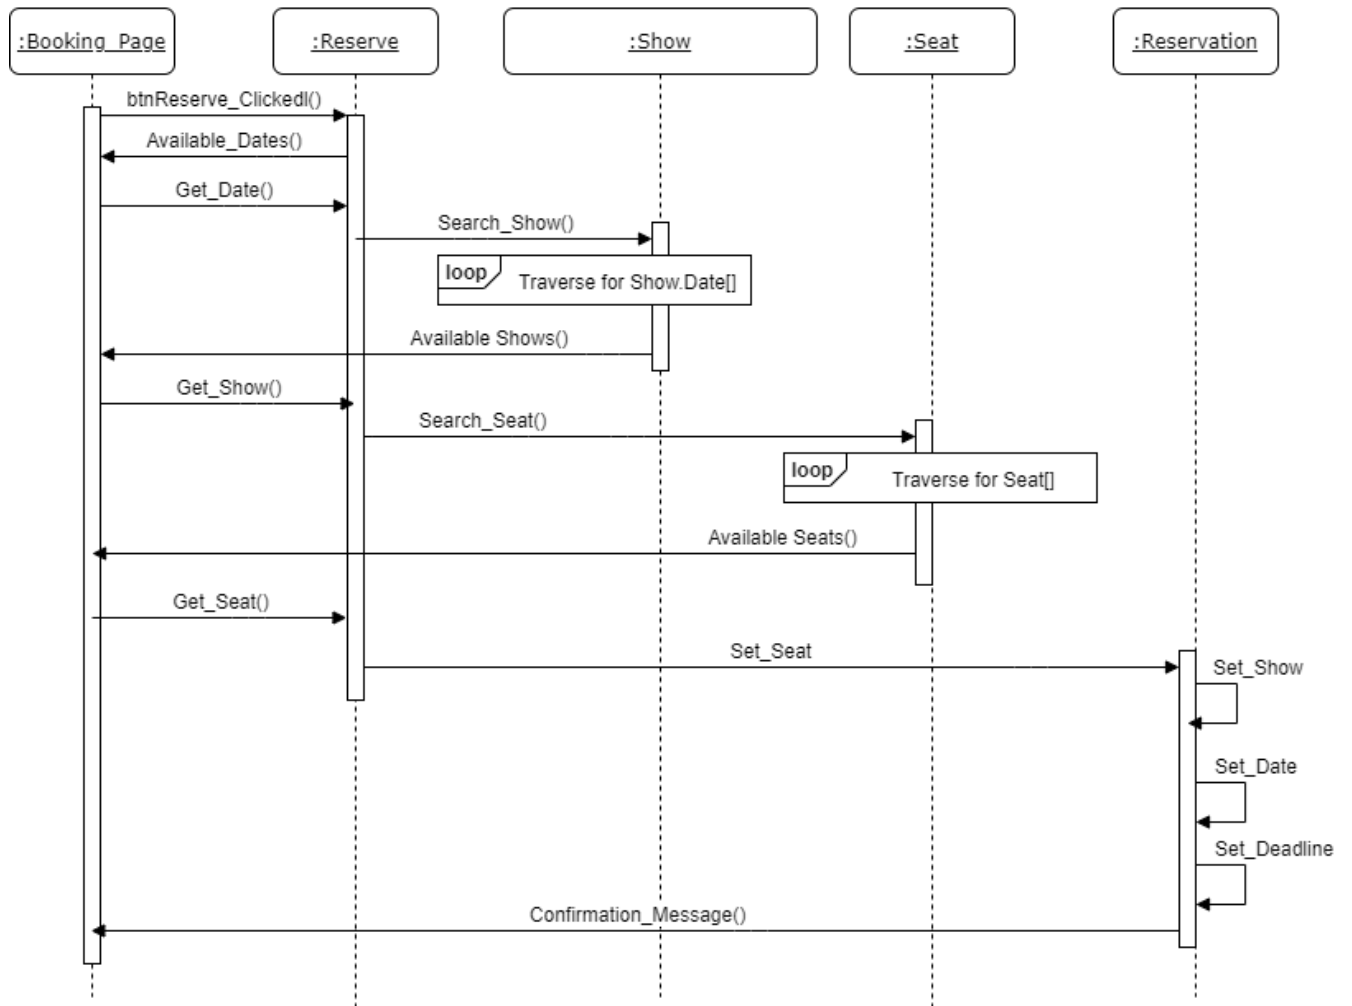 :Booking_Page
:Reserve
:Show
:Seat
:Reservation
btnReserve_Clickedl()
Available_Dates()
Get_Date()
Search_Show()
loop
Traverse for Show.Date[]
Available Shows()
Get_Show()
Search_Seat()
loop
Traverse for Seat[]
Available Seats()
Get_Seat()
Set_Seat
Set_Show
Set_Date
Set_Deadline
Confirmation_Message()